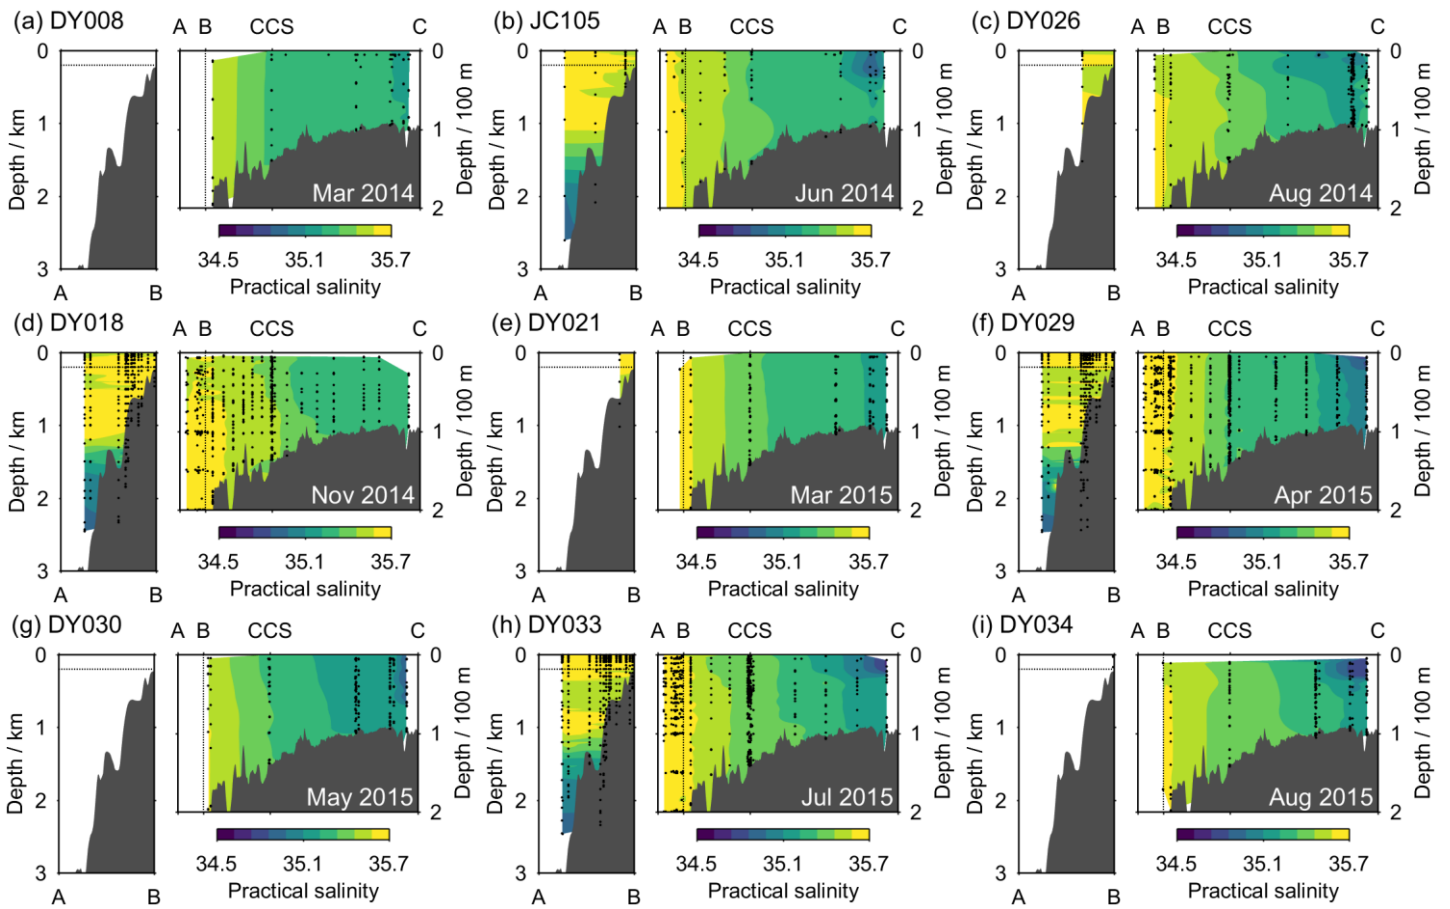 (a) DY008
A B CCS C
0
1
2
3
Depth / km
A B
0
1
2
Depth / 100 m
Mar 2014
34.5 35.1 35.7
Practical salinity
(b) JC105
A B CCS C
0
1
2
3
Depth / km
A B
0
1
2
Depth / 100 m
Jun 2014
34.5 35.1 35.7
Practical salinity
(c) DY026
A B CCS C
0
1
2
3
Depth / km
A B
0
1
2
Depth / 100 m
Aug 2014
34.5 35.1 35.7
Practical salinity
(d) DY018
A B CCS C
0
1
2
3
Depth / km
A B
0
1
2
Depth / 100 m
Nov 2014
34.5 35.1 35.7
Practical salinity
(e) DY021
A B CCS C
0
1
2
3
Depth / km
A B
0
1
2
Depth / 100 m
Mar 2015
34.5 35.1 35.7
Practical salinity
(f) DY029
A B CCS C
0
1
2
3
Depth / km
A B
0
1
2
Depth / 100 m
Apr 2015
34.5 35.1 35.7
Practical salinity
(g) DY030
A B CCS C
0
1
2
3
Depth / km
A B
0
1
2
Depth / 100 m
May 2015
34.5 35.1 35.7
Practical salinity
(h) DY033
A B CCS C
0
1
2
3
Depth / km
A B
0
1
2
Depth / 100 m
Jul 2015
34.5 35.1 35.7
Practical salinity
(i) DY034
A B CCS C
0
1
2
3
Depth / km
A B
0
1
2
Depth / 100 m
Aug 2015
34.5 35.1 35.7
Practical salinity